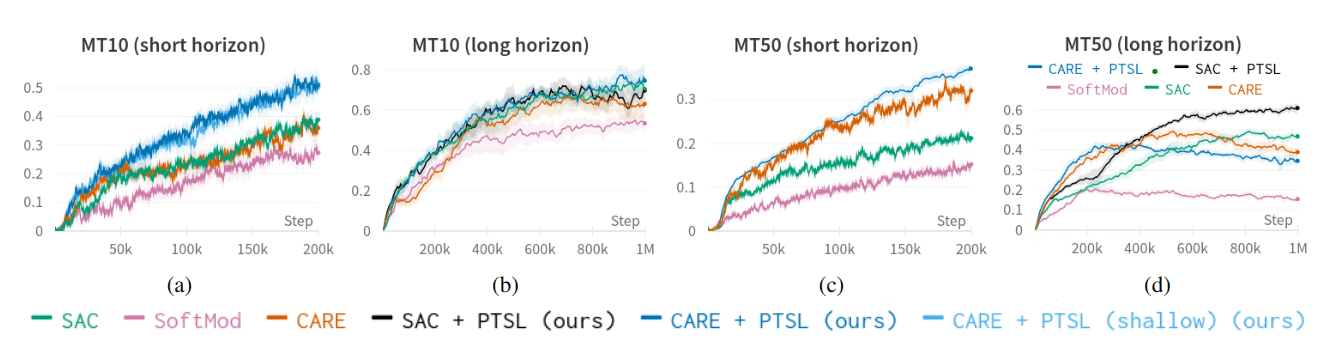 MT10 (short horizon)
0.5
0.4
0.3
0.2
0.1
0
Step
50k 100k 150k 200k
(a)
MT10 (long horizon)
0.8
0.6
0.4
0.2
0
Step
200k 400k 600k 800k 1M
(b)
MT50 (short horizon)
0.3
0.2
0.1
0
Step
50k 100k 150k 200k
(c)
MT50 (long horizon)
CARE + PTSL SAC + PTSL
SoftMod SAC CARE
0.6
0.5
0.4
0.3
0.2
0.1
0
Step
200k 400k 600k 800k 1M
(d)
SAC SoftMod CARE SAC + PTSL (ours) CARE + PTSL (ours) CARE + PTSL (shallow) (ours)